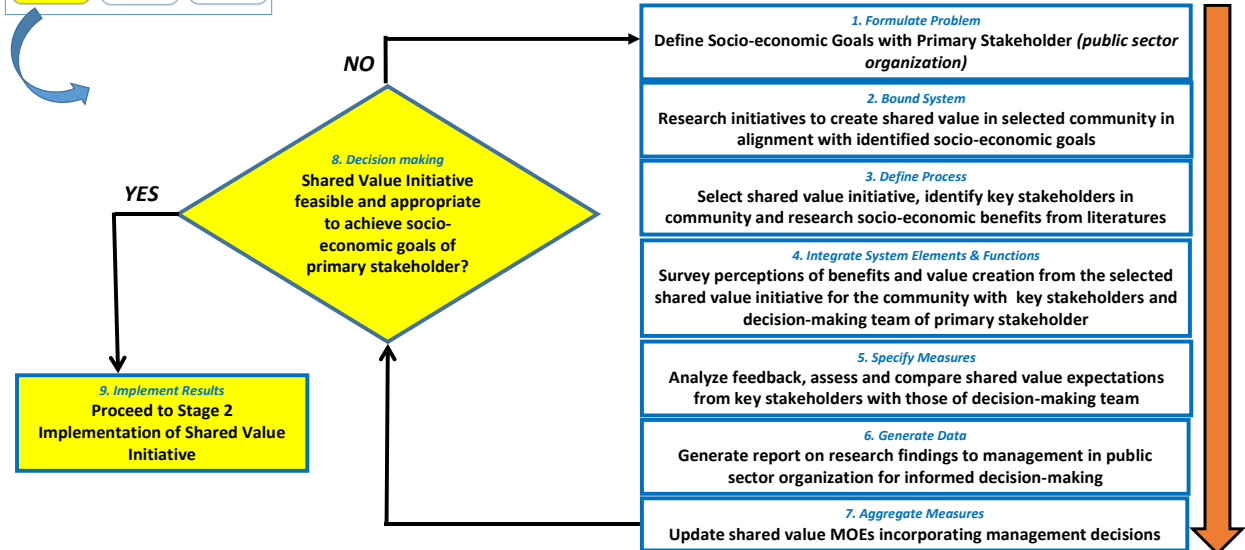 1. Formulate Problem
Define Socio-economic Goals with Primary Stakeholder (public sector
organization)
2. Bound System
Research initiatives to create shared value in selected community in
alignment with identified socio-economic goals
3. Define Process
Select shared value initiative, identify key stakeholders in
community and research socio-economic benefits from literatures
4. Integrate System Elements & Functions
Survey perceptions of benefits and value creation from the selected
shared value initiative for the community with key stakeholders and
decision-making team of primary stakeholder
5. Specify Measures
Analyze feedback, assess and compare shared value expectations
from key stakeholders with those of decision-making team
6. Generate Data
Generate report on research findings to management in public
sector organization for informed decision-making
7. Aggregate Measures
Update shared value MOEs incorporating management decisions
NO
8. Decision making
Shared Value Initiative
feasible and appropriate
to achieve socio-
economic goals of
primary stakeholder?
YES
9. Implement Results
Proceed to Stage 2
Implementation of Shared Value
Initiative